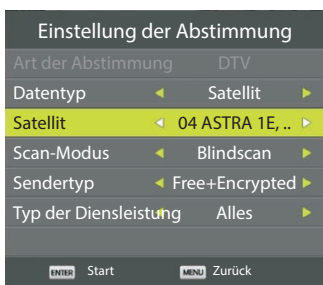 Einstellung der Abstimmung
Art der Abstimmung DTV
Datentyp Satellit
Satellit 04 ASTRA 1E, ..
Scan-Modus Blindscan
Sendertyp Free+Encrypted
Typ der Diensleistung Alles
ENTER Start MENU Zurück